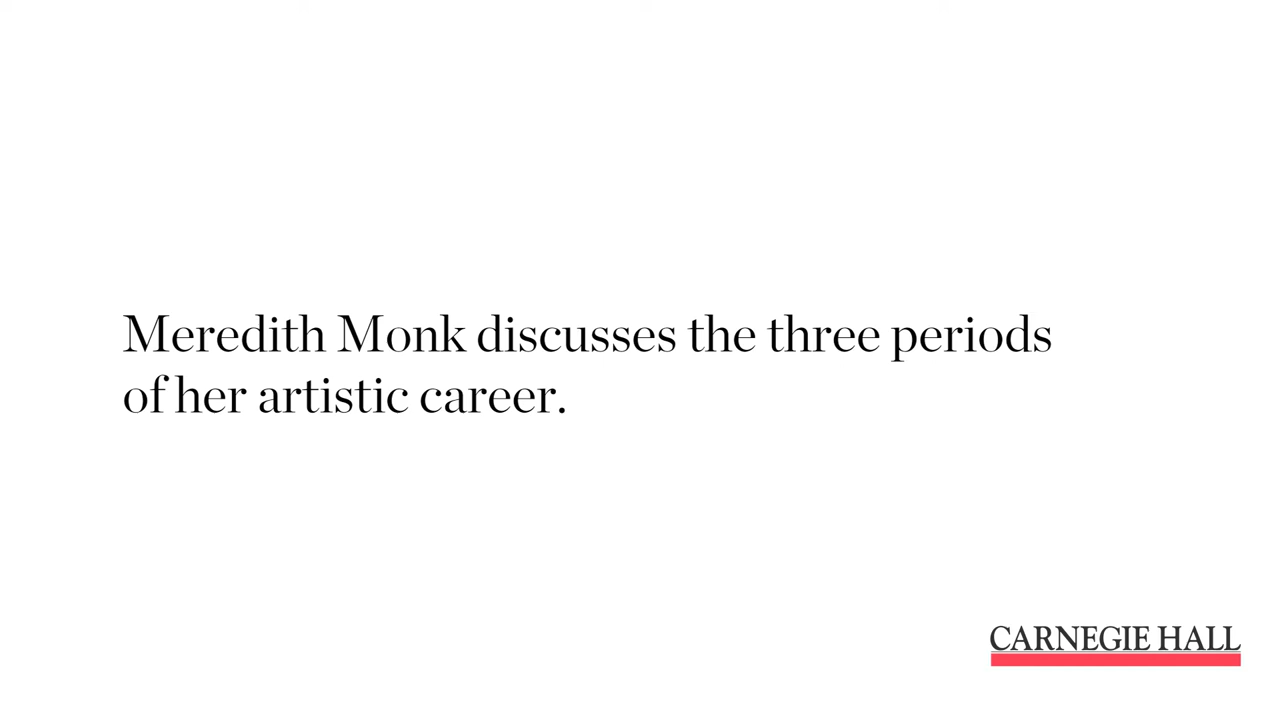 Meredith Monk discusses the three periods
of her artistic career.
CARNEGIE HALL